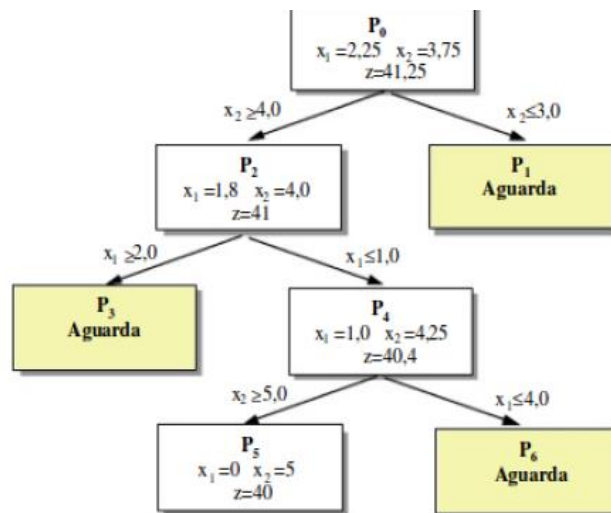 P0
x1 =2,25 x2 =3,75
z=41,25
x2 ≥4,0
x2≤3,0
P2
x1 =1,8 x2 =4,0
z=41
P1
Aguarda
x1 ≥2,0
x1≤1,0
P3
Aguarda
P4
x1 =1,0 x2 =4,25
z=40,4
x2 ≥5,0
x1≤4,0
P5
x1 =0 x2 =5
z=40
P6
Aguarda